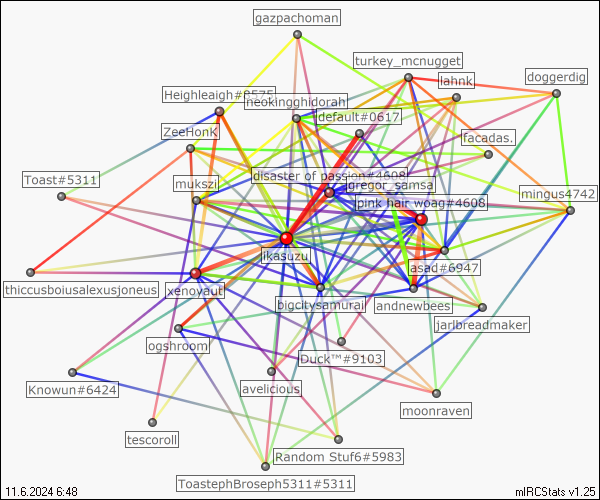 gazpachoman
turkey_mcnugget
lahnk
doggerdig
Heighleaigh#8575
neokingghidorah
default#0617
ZeeHonK
facadas.
Toast#5311
mukszi
disaster of passion#4608
gregor_samsa
mingus4742
pink hair woag#4608
ikasuzu.
asad#6947
thiccusboiusalexusjoneus
xenoyaut
bigcitysamurai
andnewbees
jarlbreadmaker
ogshroom
Duck™#9103
Knowun#6424
avelicious
moonraven
tescoroll
Random Stuf6#5983
ToastephBroseph5311#5311
11.6.2024 6:48
mIRCStats v1.25